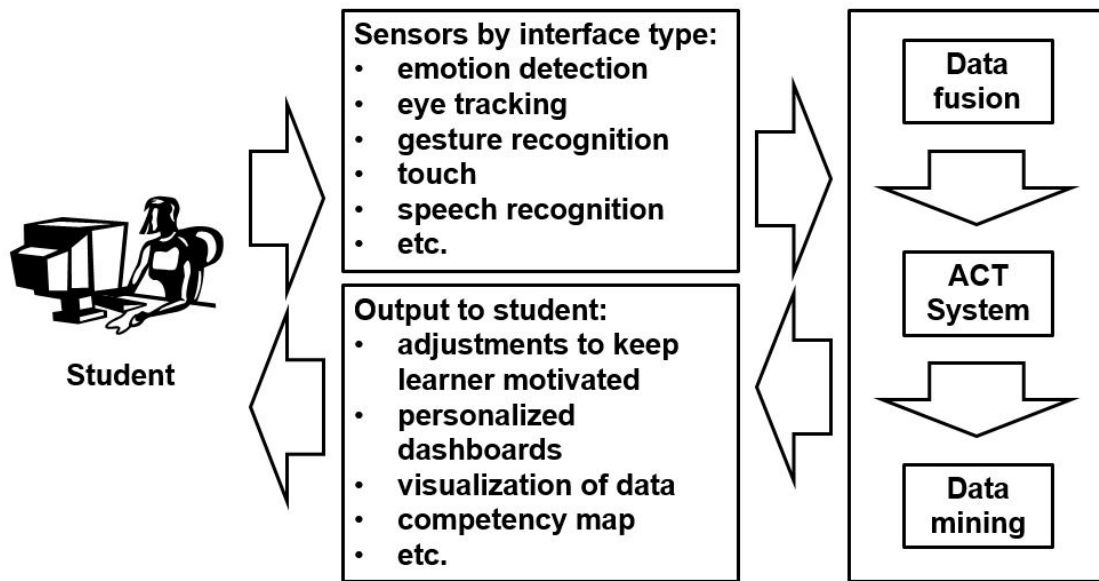 Student
Sensors by interface type:
• emotion detection
• eye tracking
• gesture recognition
• touch
• speech recognition
• etc.
Output to student:
• adjustments to keep
learner motivated
• personalized
dashboards
• visualization of data
• competency map
• etc.
Data
fusion
ACT
System
Data
mining